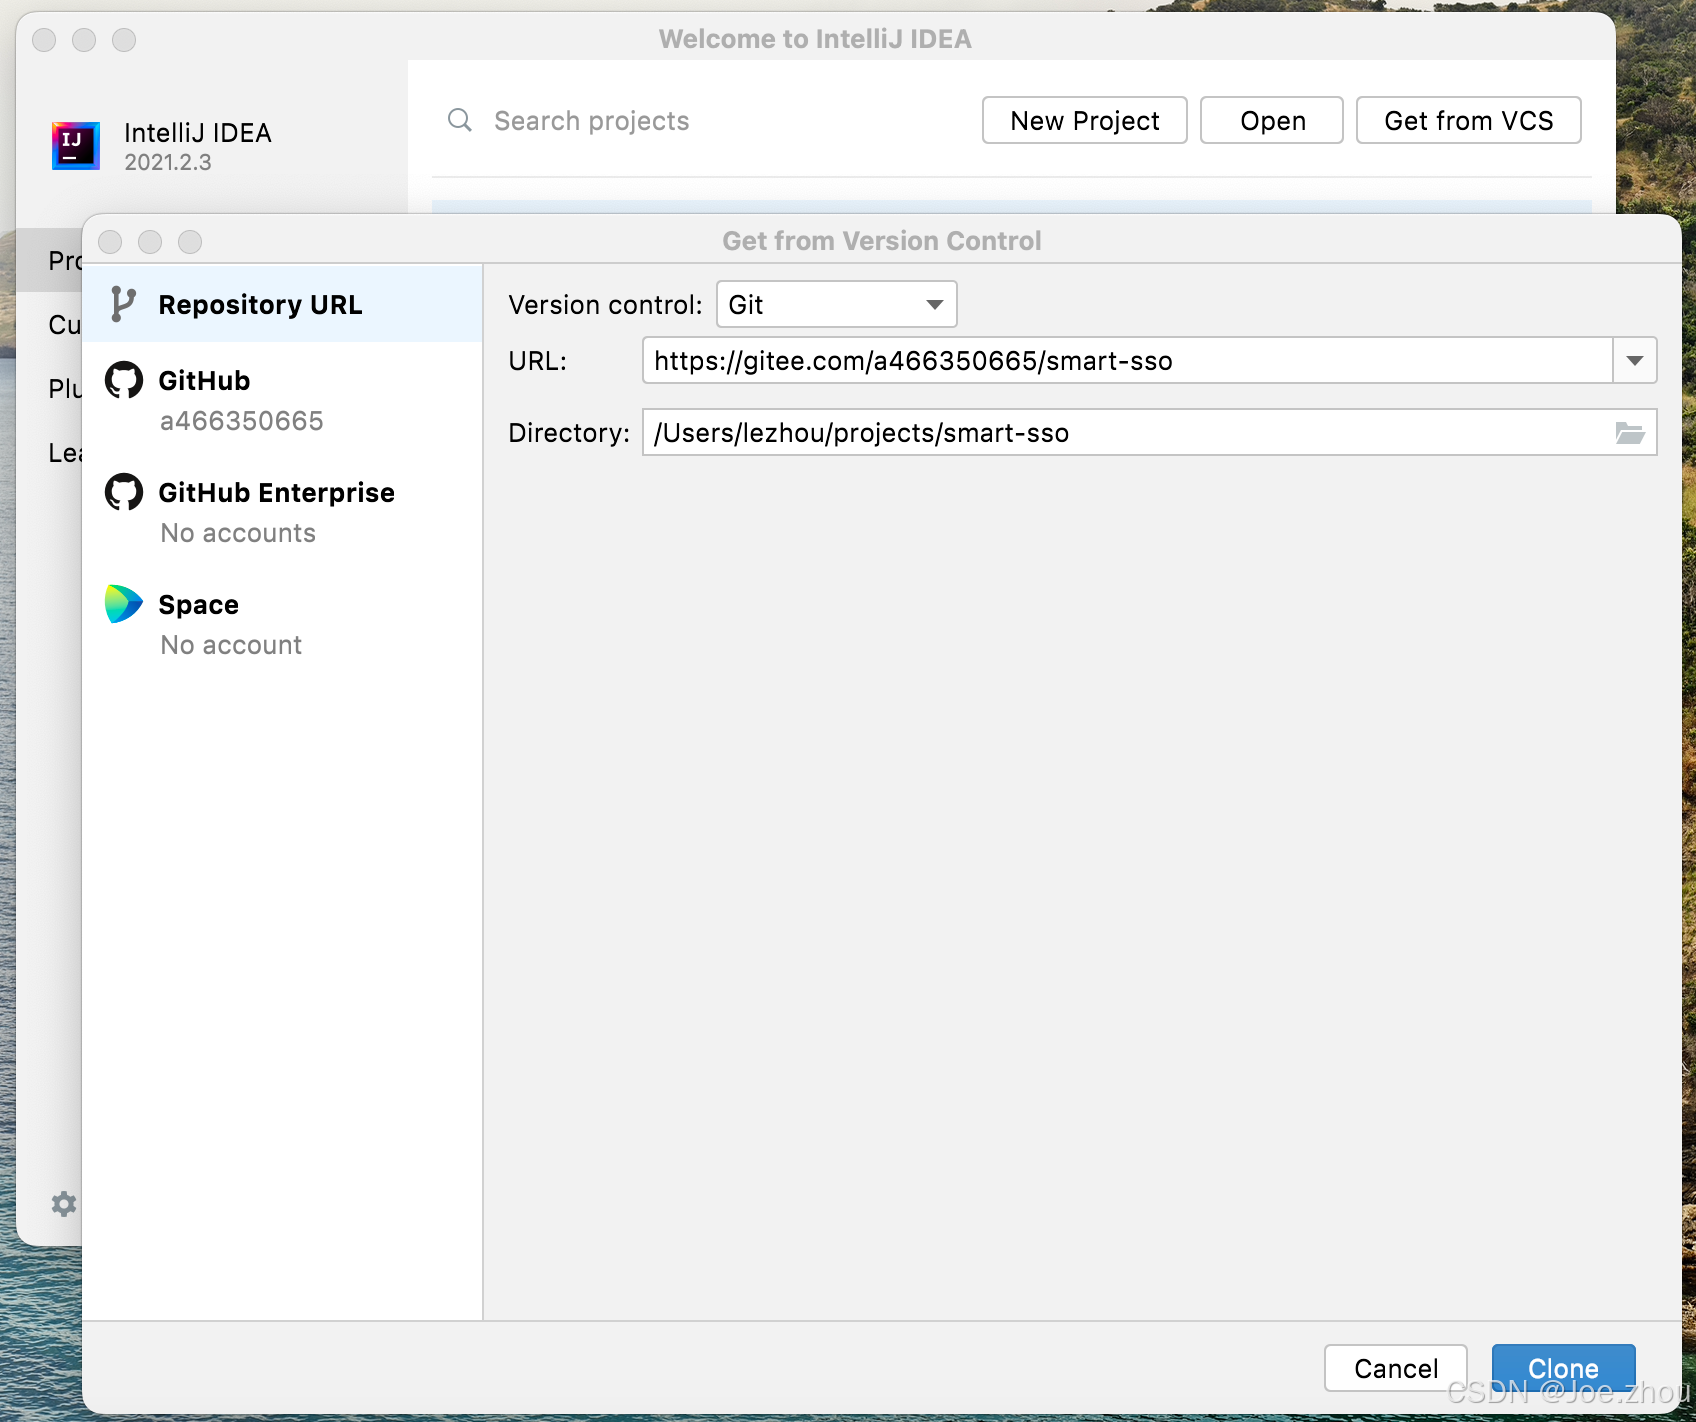 Welcome to IntelliJ IDEA
IJ
IntelliJ IDEA
2021.2.3
Search projects
New Project
Open
Get from VCS
Get from Version Control
Pro
Cu
Plu
Lea
Repository URL
GitHub
a466350665
GitHub Enterprise
No accounts
Space
No account
Version control: Git
URL: https://gitee.com/a466350665/smart-sso
Directory: /Users/lezhou/projects/smart-sso
Cancel
Clone
CSDN @Joe.zhou